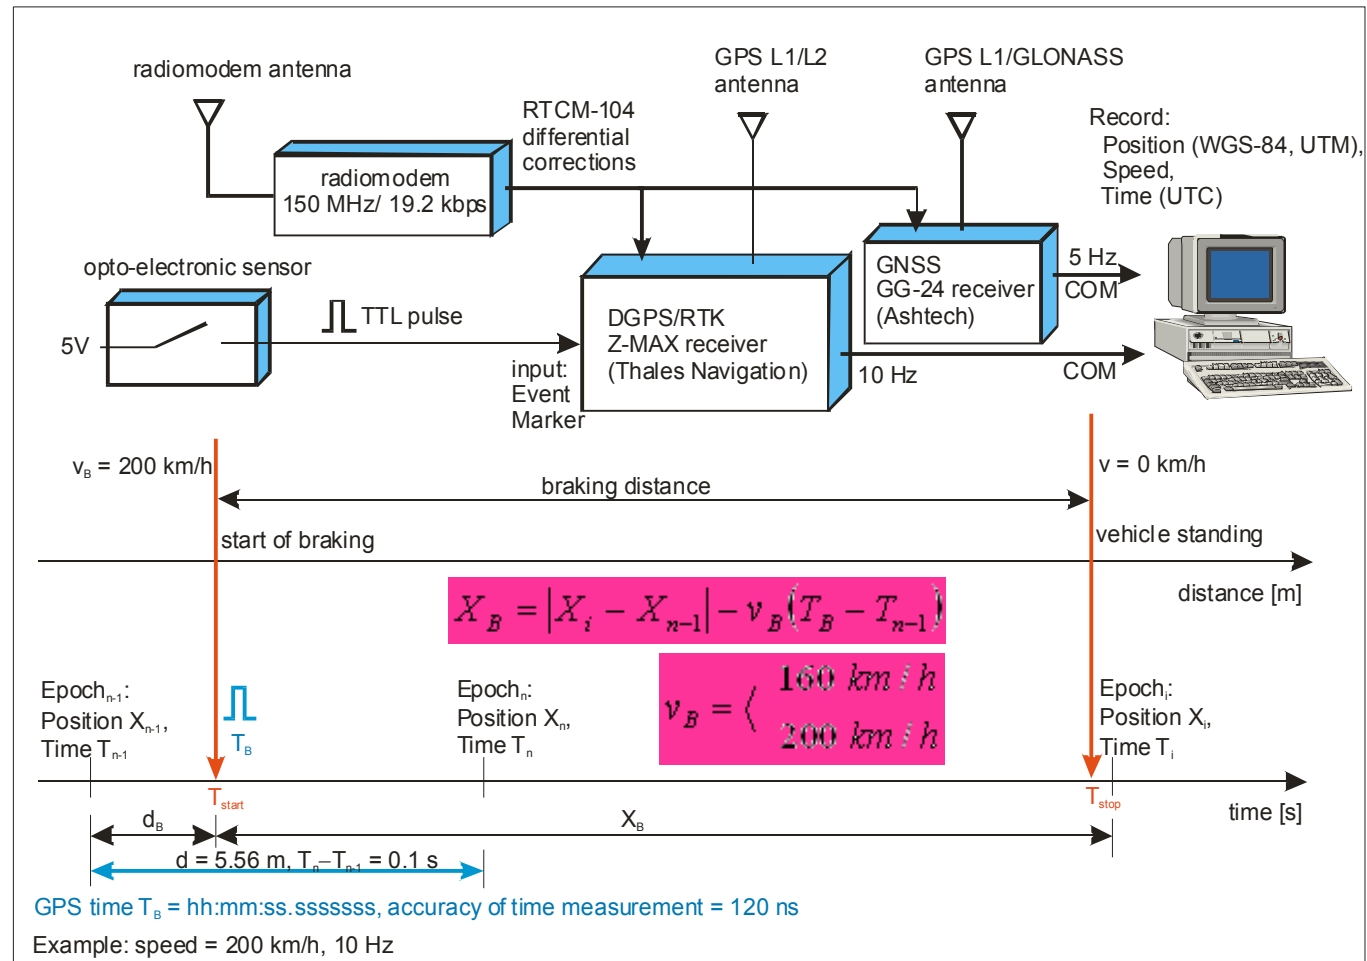 radiomodem antenna
GPS L1/L2
antenna
GPS L1/GLONASS
antenna
RTCM-104
differential
corrections
Record:
Position (WGS-84, UTM),
Speed,
Time (UTC)
radiomodem
150 MHz/ 19.2 kbps
opto-electronic sensor
5V
TTL pulse
input:
Event
Marker
DGPS/RTK
Z-MAX receiver
(Thales Navigation)
GNSS
GG-24 receiver
(Ashtech)
5 Hz
COM
10 Hz
COM
v_B = 200 km/h
v = 0 km/h
braking distance
start of braking
vehicle standing
distance [m]
X_B = |X_i − X_{n−1}| − v_B(T_B − T_{n−1})
v_B = ⟨ 160 km / h
200 km / h
Epoch_{n-1}:
Position X_{n-1},
Time T_{n-1}
T_B
Epoch_n:
Position X_n,
Time T_n
Epoch_i:
Position X_i,
Time T_i
T_start
T_stop
time [s]
d_B
X_B
d = 5.56 m, T_n–T_{n-1} = 0.1 s
GPS time T_B = hh:mm:ss.sssssss, accuracy of time measurement = 120 ns
Example: speed = 200 km/h, 10 Hz